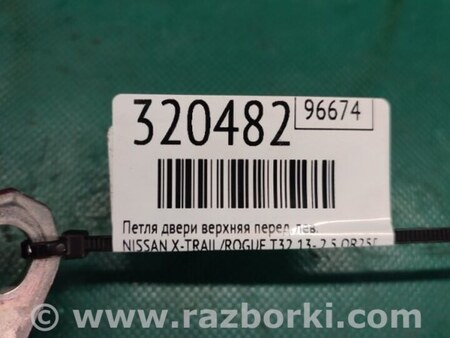 320482
96674
Петля двери верхняя перед. лев.
NISSAN X-TRAIL/ROGUE T32 13- 2.5 QR25
© www.razborki.com